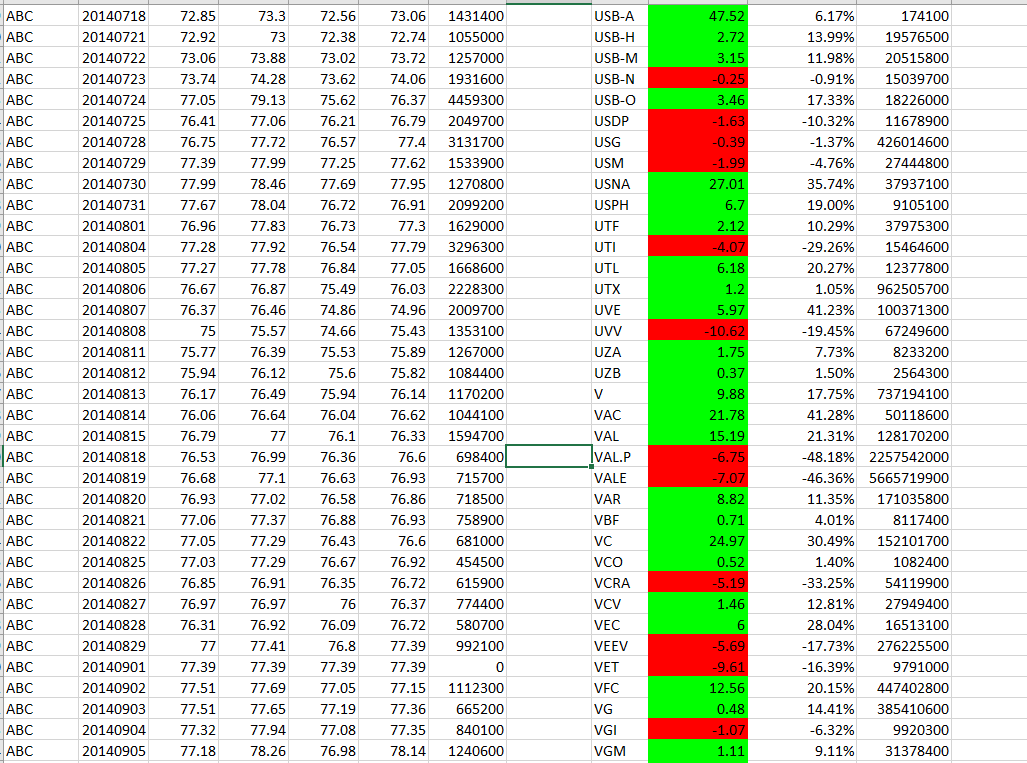 ABC 20140718 72.85 73.3 72.56 73.06 1431400 USB-A 47.52 6.17% 174100
ABC 20140721 72.92 73 72.38 72.74 1055000 USB-H 2.72 13.99% 19576500
ABC 20140722 73.06 73.88 73.02 73.72 1257000 USB-M 3.15 11.98% 20515800
ABC 20140723 73.74 74.28 73.62 74.06 1931600 USB-N -0.25 -0.91% 15039700
ABC 20140724 77.05 79.13 75.62 76.37 4459300 USB-O 3.46 17.33% 18226000
ABC 20140725 76.41 77.06 76.21 76.79 2049700 USDP -1.63 -10.32% 11678900
ABC 20140728 76.75 77.72 76.57 77.4 3131700 USG -0.39 -1.37% 426014600
ABC 20140729 77.39 77.99 77.25 77.62 1533900 USM -1.99 -4.76% 27444800
ABC 20140730 77.99 78.46 77.69 77.95 1270800 USNA 27.01 35.74% 37937100
ABC 20140731 77.67 78.04 76.72 76.91 2099200 USPH 6.7 19.00% 9105100
ABC 20140801 76.96 77.83 76.73 77.3 1629000 UTF 2.12 10.29% 37975300
ABC 20140804 77.28 77.92 76.54 77.79 3296300 UTI -4.07 -29.26% 15464600
ABC 20140805 77.27 77.78 76.84 77.05 1668600 UTL 6.18 20.27% 12377800
ABC 20140806 76.67 76.87 75.49 76.03 2228300 UTX 1.2 1.05% 962505700
ABC 20140807 76.37 76.46 74.86 74.96 2009700 UVE 5.97 41.23% 100371300
ABC 20140808 75 75.57 74.66 75.43 1353100 UVV -10.62 -19.45% 67249600
ABC 20140811 75.77 76.39 75.53 75.89 1267000 UZA 1.75 7.73% 8233200
ABC 20140812 75.94 76.12 75.6 75.82 1084400 UZB 0.37 1.50% 2564300
ABC 20140813 76.17 76.49 75.94 76.14 1170200 V 9.88 17.75% 737194100
ABC 20140814 76.06 76.64 76.04 76.62 1044100 VAC 21.78 41.28% 50118600
ABC 20140815 76.79 77 76.1 76.33 1594700 VAL 15.19 21.31% 128170200
ABC 20140818 76.53 76.99 76.36 76.6 698400 VAL.P -6.75 -48.18% 2257542000
ABC 20140819 76.68 77.1 76.63 76.93 715700 VALE -7.07 -46.36% 5665719900
ABC 20140820 76.93 77.02 76.58 76.86 718500 VAR 8.82 11.35% 171035800
ABC 20140821 77.06 77.37 76.88 76.93 758900 VBF 0.71 4.01% 8117400
ABC 20140822 77.05 77.29 76.43 76.6 681000 VC 24.97 30.49% 152101700
ABC 20140825 77.03 77.29 76.67 76.92 454500 VCO 0.52 1.40% 1082400
ABC 20140826 76.85 76.91 76.35 76.72 615900 VCRA -5.19 -33.25% 54119900
ABC 20140827 76.97 76.97 76 76.37 774400 VCV 1.46 12.81% 27949400
ABC 20140828 76.31 76.92 76.09 76.72 580700 VEC 6 28.04% 16513100
ABC 20140829 77 77.41 76.8 77.39 992100 VEEV -5.69 -17.73% 276225500
ABC 20140901 77.39 77.39 77.39 77.39 0 VET -9.61 -16.39% 9791000
ABC 20140902 77.51 77.69 77.05 77.15 1112300 VFC 12.56 20.15% 447402800
ABC 20140903 77.51 77.65 77.19 77.36 665200 VG 0.48 14.41% 385410600
ABC 20140904 77.32 77.94 77.08 77.35 840100 VGI -1.07 -6.32% 9920300
ABC 20140905 77.18 78.26 76.98 78.14 1240600 VGM 1.11 9.11% 31378400